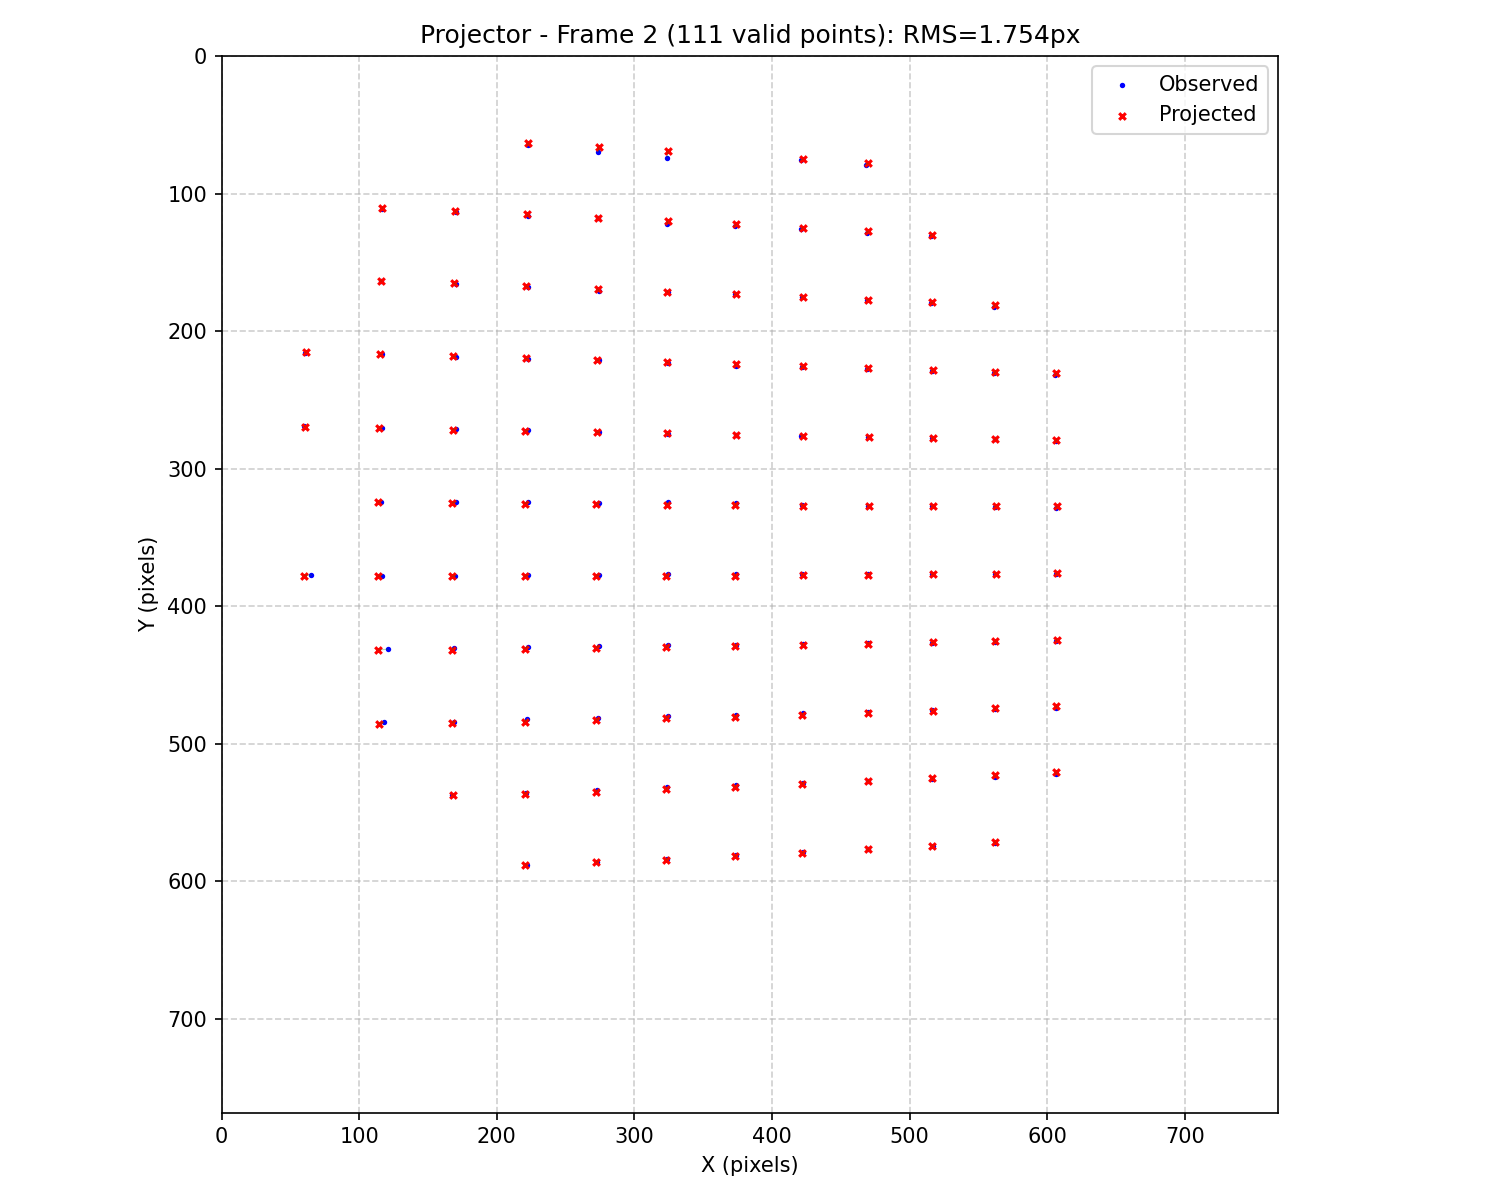 Projector - Frame 2 (111 valid points): RMS=1.754px
Observed
Projected
0
100
200
300
400
500
600
700
Y (pixels)
0 100 200 300 400 500 600 700
X (pixels)